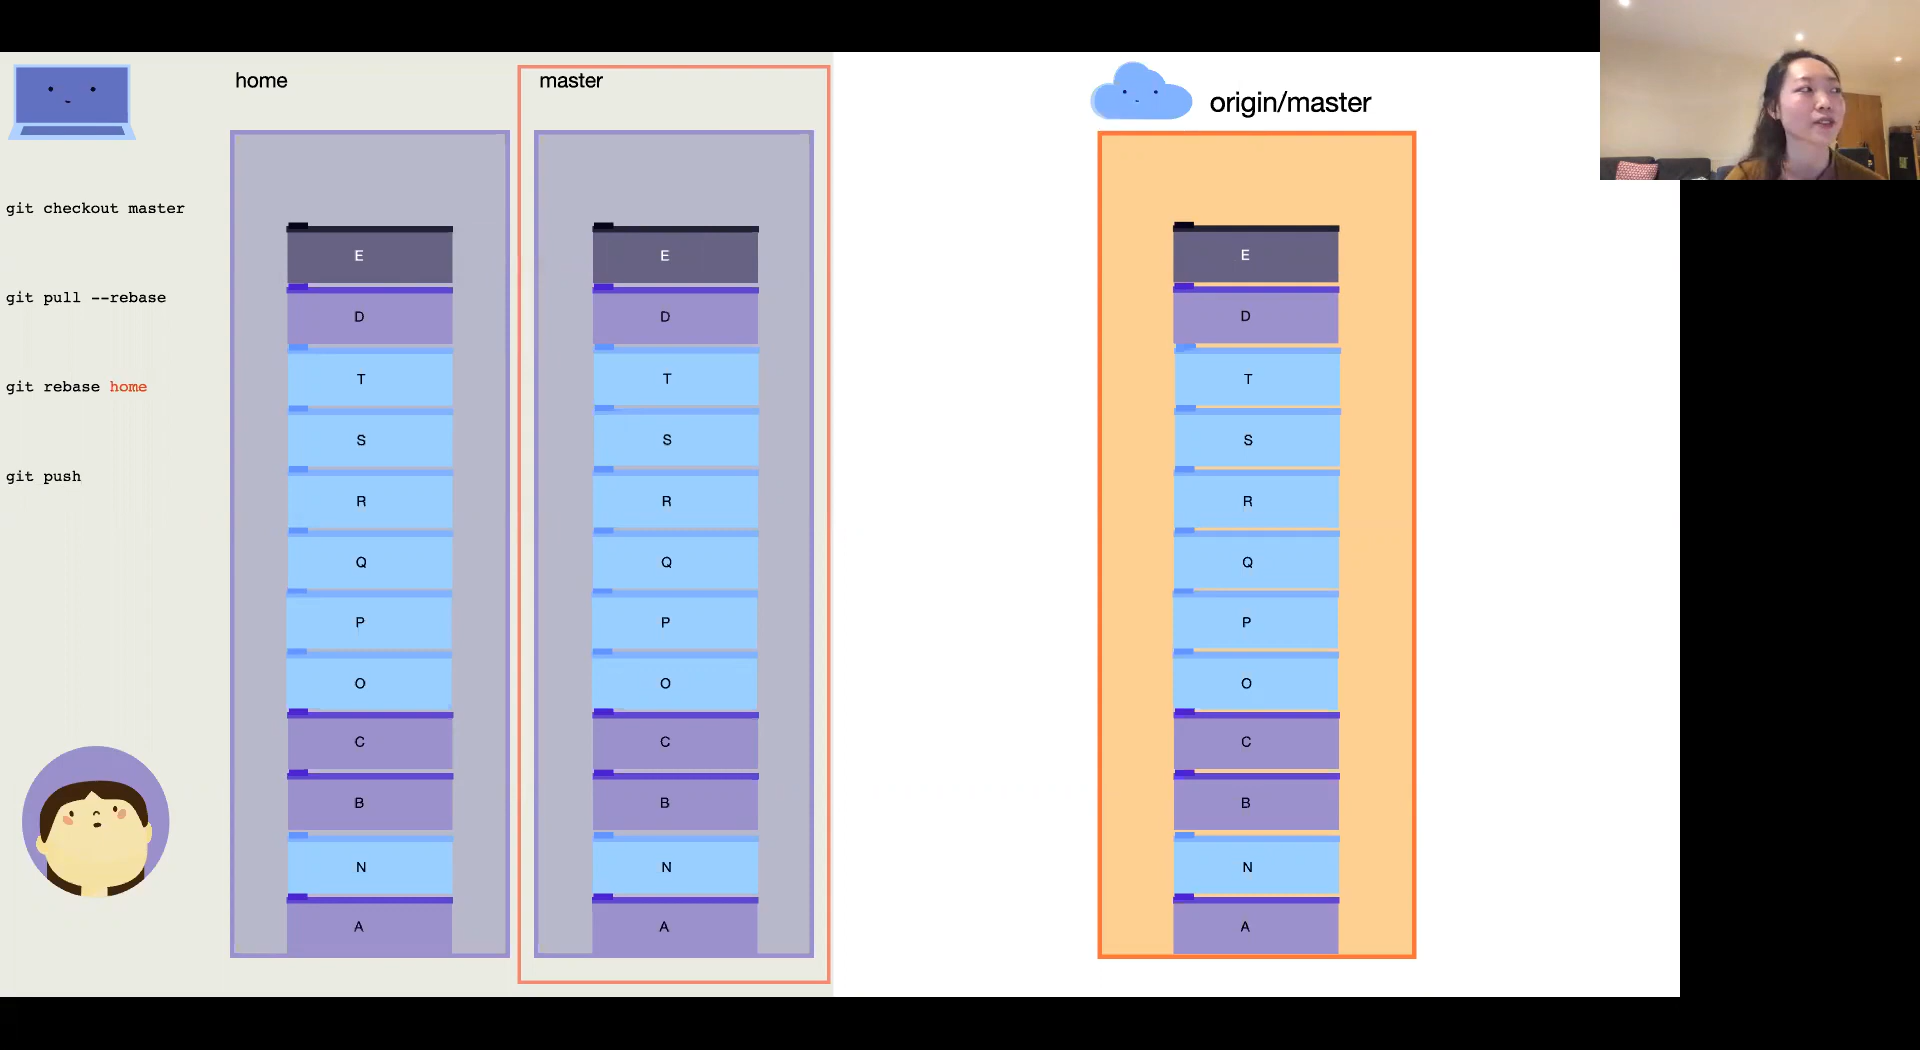 home
master
origin/master
git checkout master
git pull --rebase
git rebase home
git push
E
D
T
S
R
Q
P
O
C
B
N
A
E
D
T
S
R
Q
P
O
C
B
N
A
E
D
T
S
R
Q
P
O
C
B
N
A